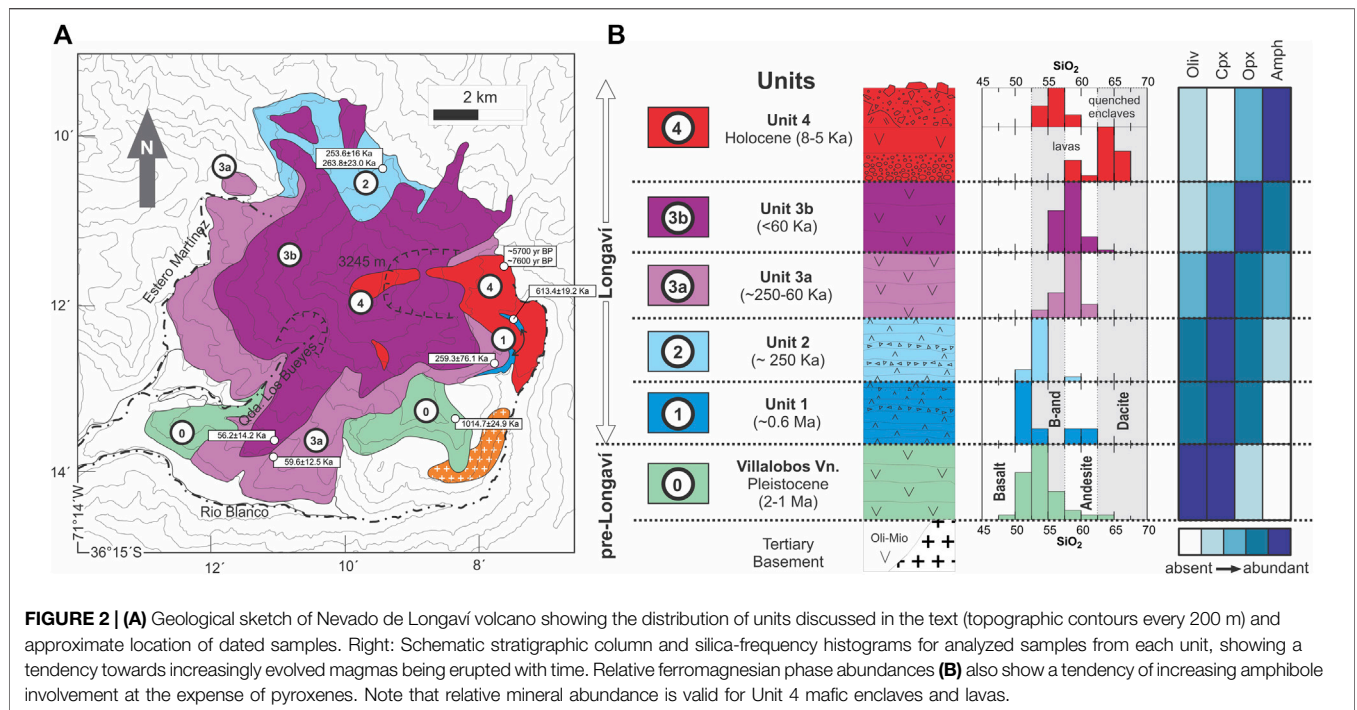 A
N
2 km
10´
12´
14´
71°14´W
36°15´S
12´
10´
8´
3a
253.6±16 Ka
263.8±23.0 Ka
2
Estero Martinez
3b
3245 m
~5700 yr BP
~7600 yr BP
4
4
613.4±19.2 Ka
1
259.3±76.1 Ka
Qda. Los Bueyes
0
0
1014.7±24.9 Ka
56.2±14.2 Ka
3a
59.6±12.5 Ka
Rio Blanco
B
Longaví
pre-Longaví
Units
4
Unit 4
Holocene (8-5 Ka)
3b
Unit 3b
(<60 Ka)
3a
Unit 3a
(~250-60 Ka)
2
Unit 2
(~ 250 Ka)
1
Unit 1
(~0.6 Ma)
0
Villalobos Vn.
Pleistocene
(2-1 Ma)
Tertiary
Basement
Oli-Mio
SiO2
45 50 55 60 65 70
quenched
enclaves
lavas
Basalt
B-and
Andesite
Dacite
45 50 55 60 65 70
SiO2
Oliv
Cpx
Opx
Amph
absent abundant
FIGURE 2 | (A) Geological sketch of Nevado de Longaví volcano showing the distribution of units discussed in the text (topographic contours every 200 m) and
approximate location of dated samples. Right: Schematic stratigraphic column and silica-frequency histograms for analyzed samples from each unit, showing a
tendency towards increasingly evolved magmas being erupted with time. Relative ferromagnesian phase abundances (B) also show a tendency of increasing amphibole
involvement at the expense of pyroxenes. Note that relative mineral abundance is valid for Unit 4 mafic enclaves and lavas.